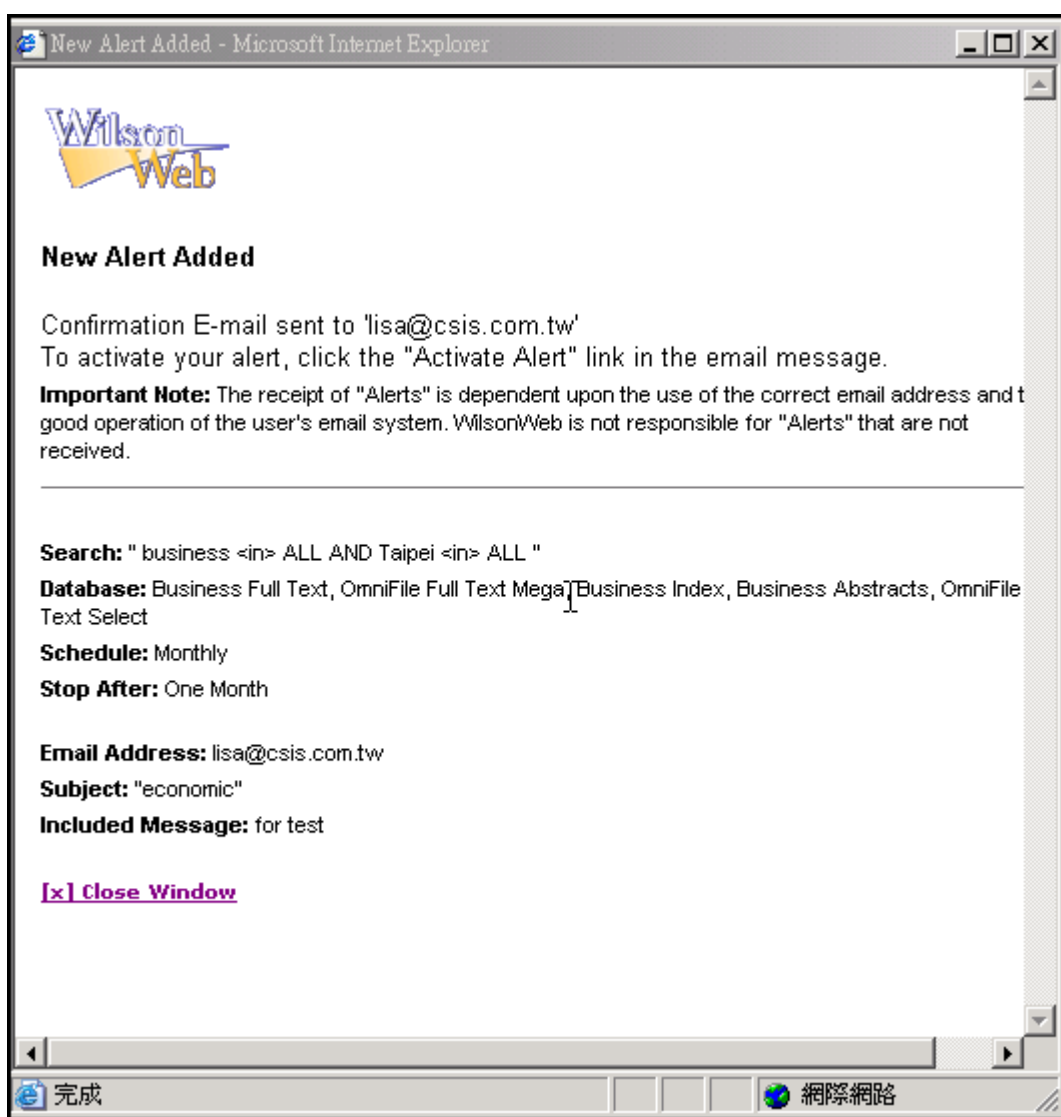 New Alert Added - Microsoft Internet Explorer
Wilson
Web
New Alert Added
Confirmation E-mail sent to 'lisa@csis.com.tw'
To activate your alert, click the "Activate Alert" link in the email message.
Important Note: The receipt of "Alerts" is dependent upon the use of the correct email address and t
good operation of the user's email system. WilsonWeb is not responsible for "Alerts" that are not
received.
Search: " business <in> ALL AND Taipei <in> ALL "
Database: Business Full Text, OmniFile Full Text Mega, Business Index, Business Abstracts, OmniFile
Text Select
Schedule: Monthly
Stop After: One Month
Email Address: lisa@csis.com.tw
Subject: "economic"
Included Message: for test
[x] Close Window
完成
網際網路